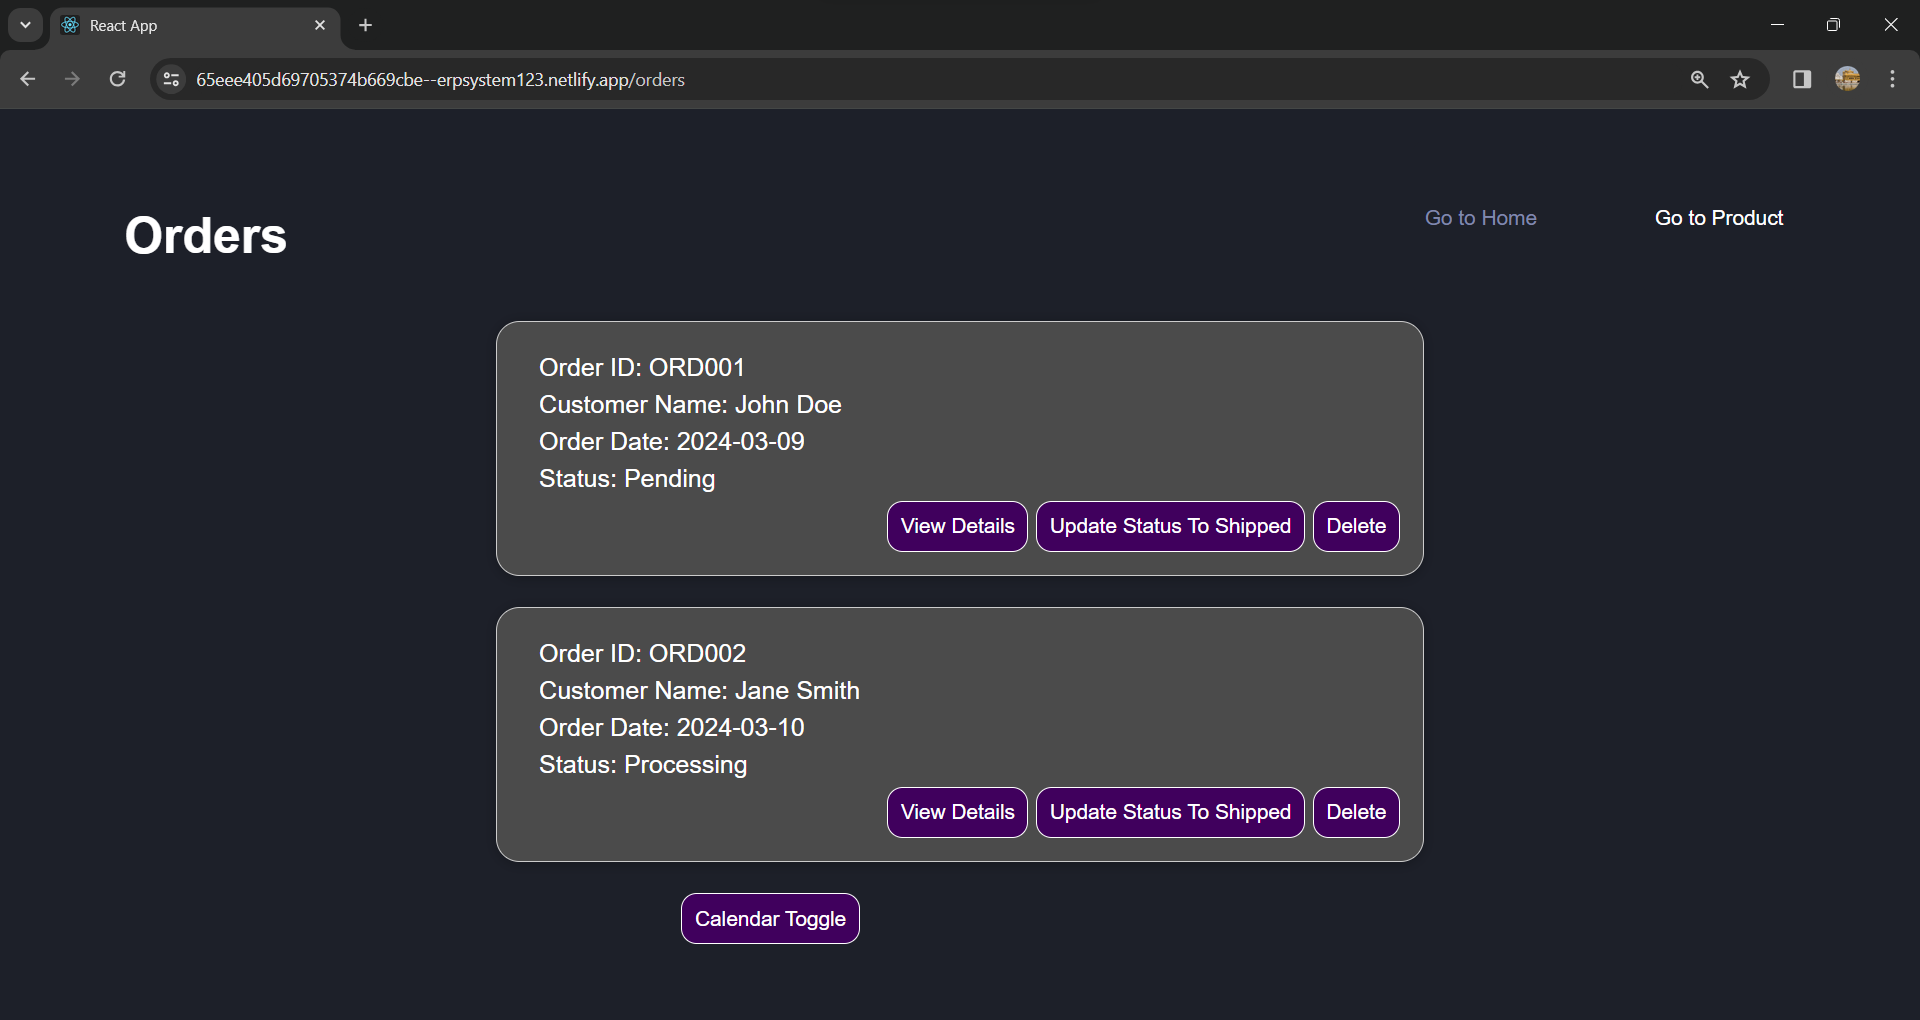 React App
65eee405d69705374b669cbe--erpsystem123.netlify.app/orders
Orders
Go to Home
Go to Product
Order ID: ORD001
Customer Name: John Doe
Order Date: 2024-03-09
Status: Pending
View Details
Update Status To Shipped
Delete
Order ID: ORD002
Customer Name: Jane Smith
Order Date: 2024-03-10
Status: Processing
View Details
Update Status To Shipped
Delete
Calendar Toggle